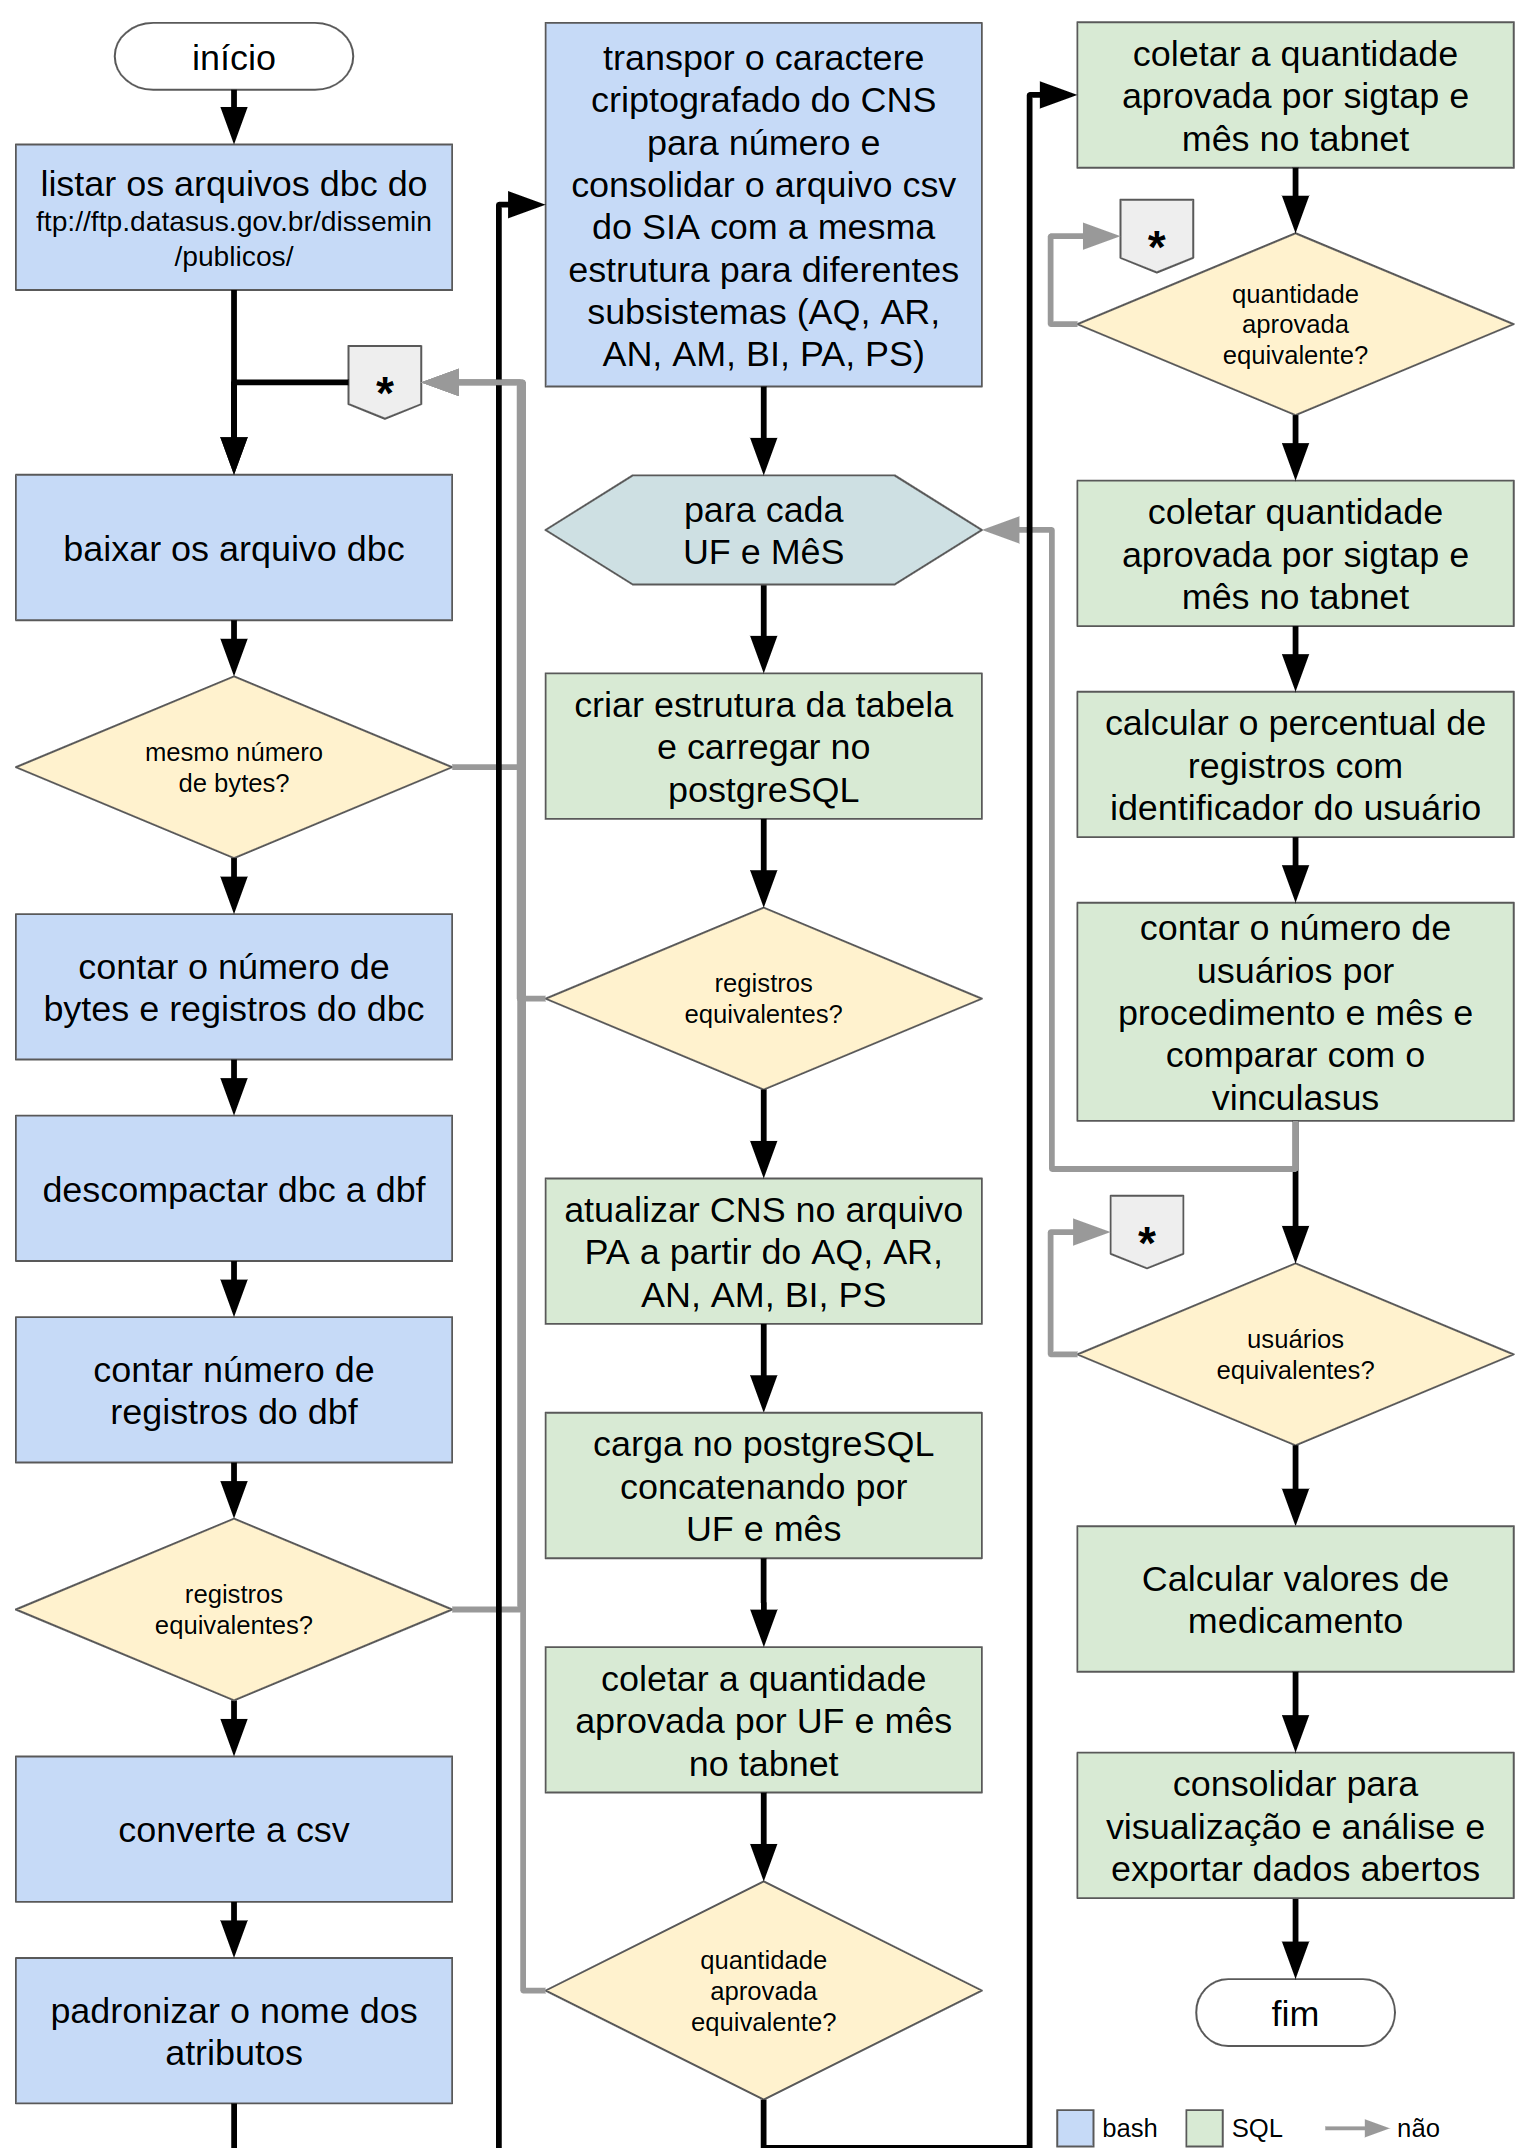 início
listar os arquivos dbc do
ftp://ftp.datasus.gov.br/dissemin
/publicos/
*
baixar os arquivo dbc
mesmo número
de bytes?
contar o número de
bytes e registros do dbc
descompactar dbc a dbf
contar número de
registros do dbf
registros
equivalentes?
converte a csv
padronizar o nome dos
atributos
transpor o caractere
criptografado do CNS
para número e
consolidar o arquivo csv
do SIA com a mesma
estrutura para diferentes
subsistemas (AQ, AR,
AN, AM, BI, PA, PS)
para cada
UF e MêS
criar estrutura da tabela
e carregar no
postgreSQL
registros
equivalentes?
atualizar CNS no arquivo
PA a partir do AQ, AR,
AN, AM, BI, PS
carga no postgreSQL
concatenando por
UF e mês
coletar a quantidade
aprovada por UF e mês
no tabnet
quantidade
aprovada
equivalente?
coletar a quantidade
aprovada por sigtap e
mês no tabnet
*
quantidade
aprovada
equivalente?
coletar quantidade
aprovada por sigtap e
mês no tabnet
calcular o percentual de
registros com
identificador do usuário
contar o número de
usuários por
procedimento e mês e
comparar com o
vinculasus
*
usuários
equivalentes?
Calcular valores de
medicamento
consolidar para
visualização e análise e
exportar dados abertos
fim
bash
SQL
não